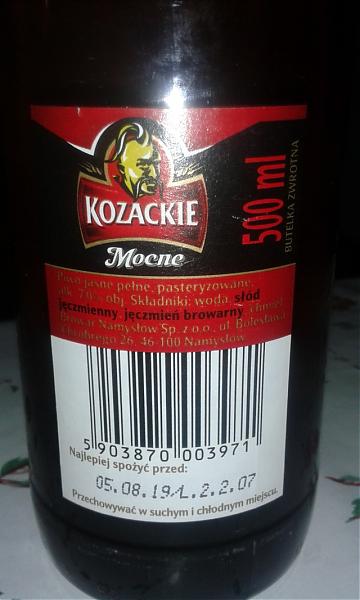 KOZACKIE
Mocne
500 ml
BUTELKA ZWROTNA
Piwo jasne pełne, pasteryzowane,
alk. 7,0% obj. Składniki: woda, słód
jęczmienny, jęczmień browarny, chmiel.
Browar Namysłów Sp. z o.o., ul. Bolesława
Chrobrego 26, 46-100 Namysłów
5 903870 003971
Najlepiej spożyć przed:
05.08.19 L.2.2.07
Przechowywać w suchym i chłodnym miejscu.